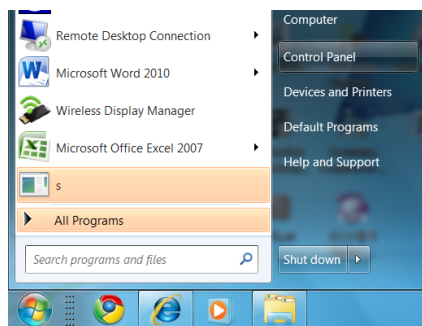 Remote Desktop Connection
Microsoft Word 2010
Wireless Display Manager
Microsoft Office Excel 2007
s
All Programs
Search programs and files
Computer
Control Panel
Devices and Printers
Default Programs
Help and Support
Shut down